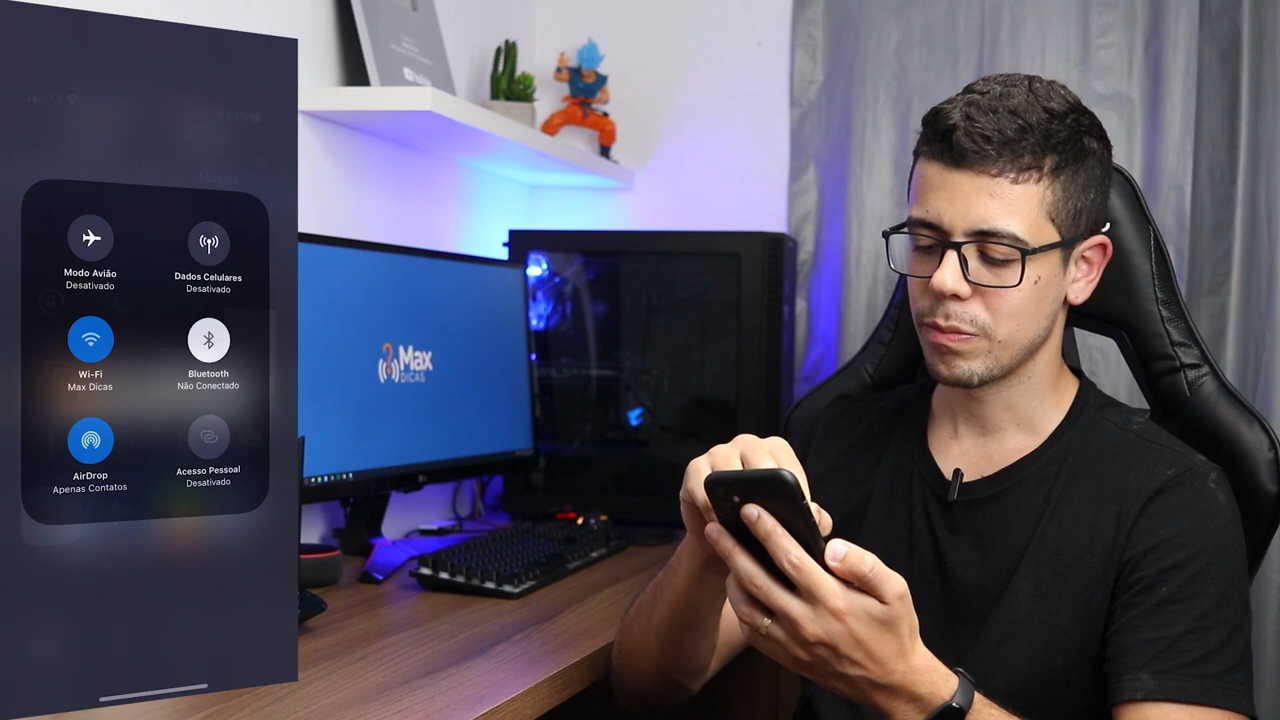 Música
Modo Avião
Desativado
Dados Celulares
Desativado
Wi-Fi
Max Dicas
Bluetooth
Não Conectado
AirDrop
Apenas Contatos
Acesso Pessoal
Desativado
Max
DICAS